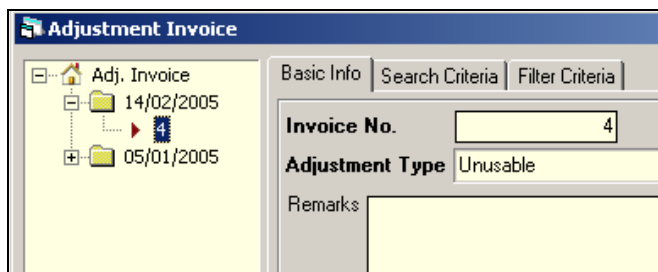 Adjustment Invoice
Adj. Invoice
14/02/2005
4
05/01/2005
Basic Info Search Criteria Filter Criteria
Invoice No. 4
Adjustment Type Unusable
Remarks